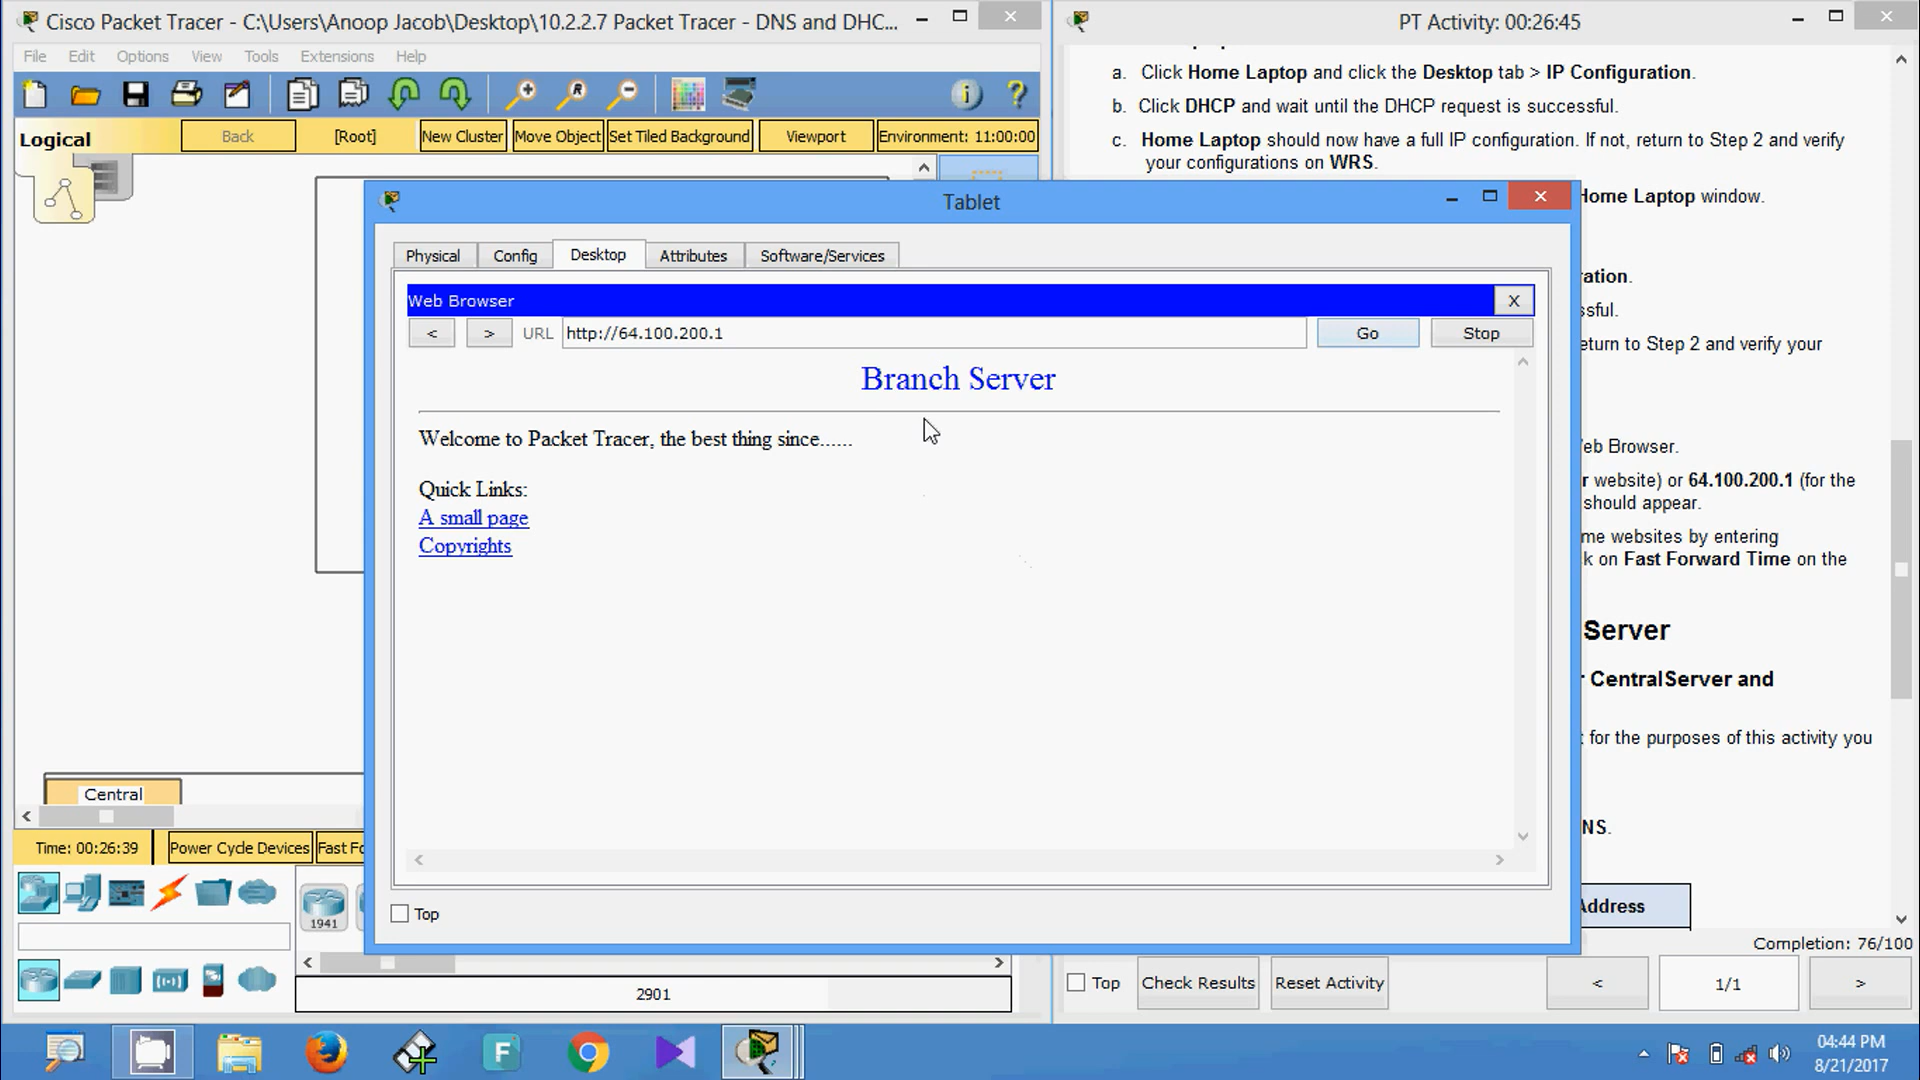 Cisco Packet Tracer - C:\Users\Anoop Jacob\Desktop\10.2.2.7 Packet Tracer - DNS and DHC...
File Edit Options View Tools Extensions Help
Logical
Back
[Root]
New Cluster
Move Object
Set Tiled Background
Viewport
Environment: 11:00:00
PT Activity: 00:26:45
a. Click Home Laptop and click the Desktop tab > IP Configuration.
b. Click DHCP and wait until the DHCP request is successful.
c. Home Laptop should now have a full IP configuration. If not, return to Step 2 and verify
your configurations on WRS.
Home Laptop window.
ration.
ssful.
eturn to Step 2 and verify your
eb Browser.
r website) or 64.100.200.1 (for the
should appear.
me websites by entering
k on Fast Forward Time on the
Server
r CentralServer and
t for the purposes of this activity you
NS.
Address
Completion: 76/100
Top
Check Results
Reset Activity
<
1/1
>
Tablet
Physical
Config
Desktop
Attributes
Software/Services
Web Browser
X
<
>
URL
http://64.100.200.1
Go
Stop
Branch Server
Welcome to Packet Tracer, the best thing since......
Quick Links:
A small page
Copyrights
Top
Central
Time: 00:26:39
Power Cycle Devices
Fast Fo
1941
2901
04:44 PM
8/21/2017